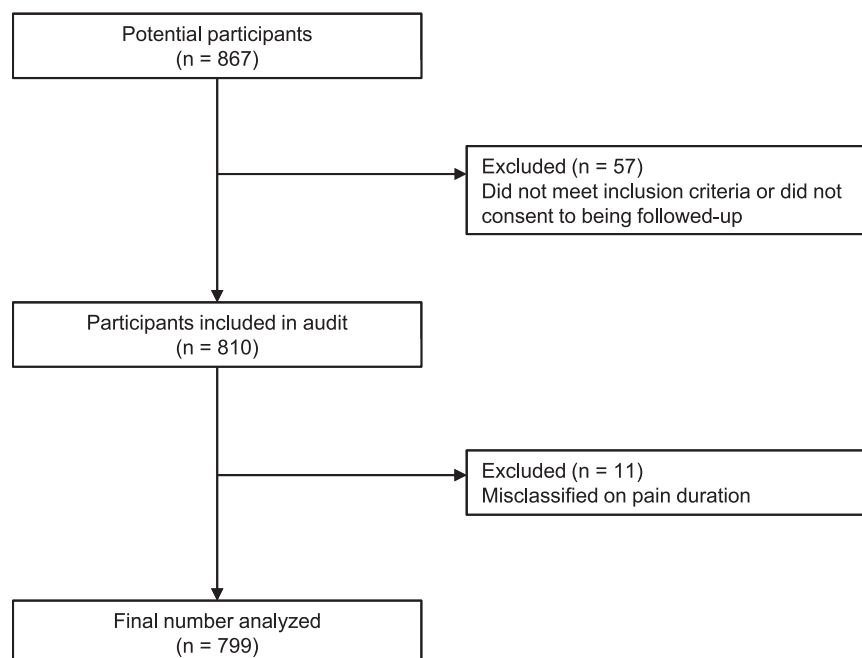 Potential participants
(n = 867)
Excluded (n = 57)
Did not meet inclusion criteria or did not
consent to being followed-up
Participants included in audit
(n = 810)
Excluded (n = 11)
Misclassified on pain duration
Final number analyzed
(n = 799)